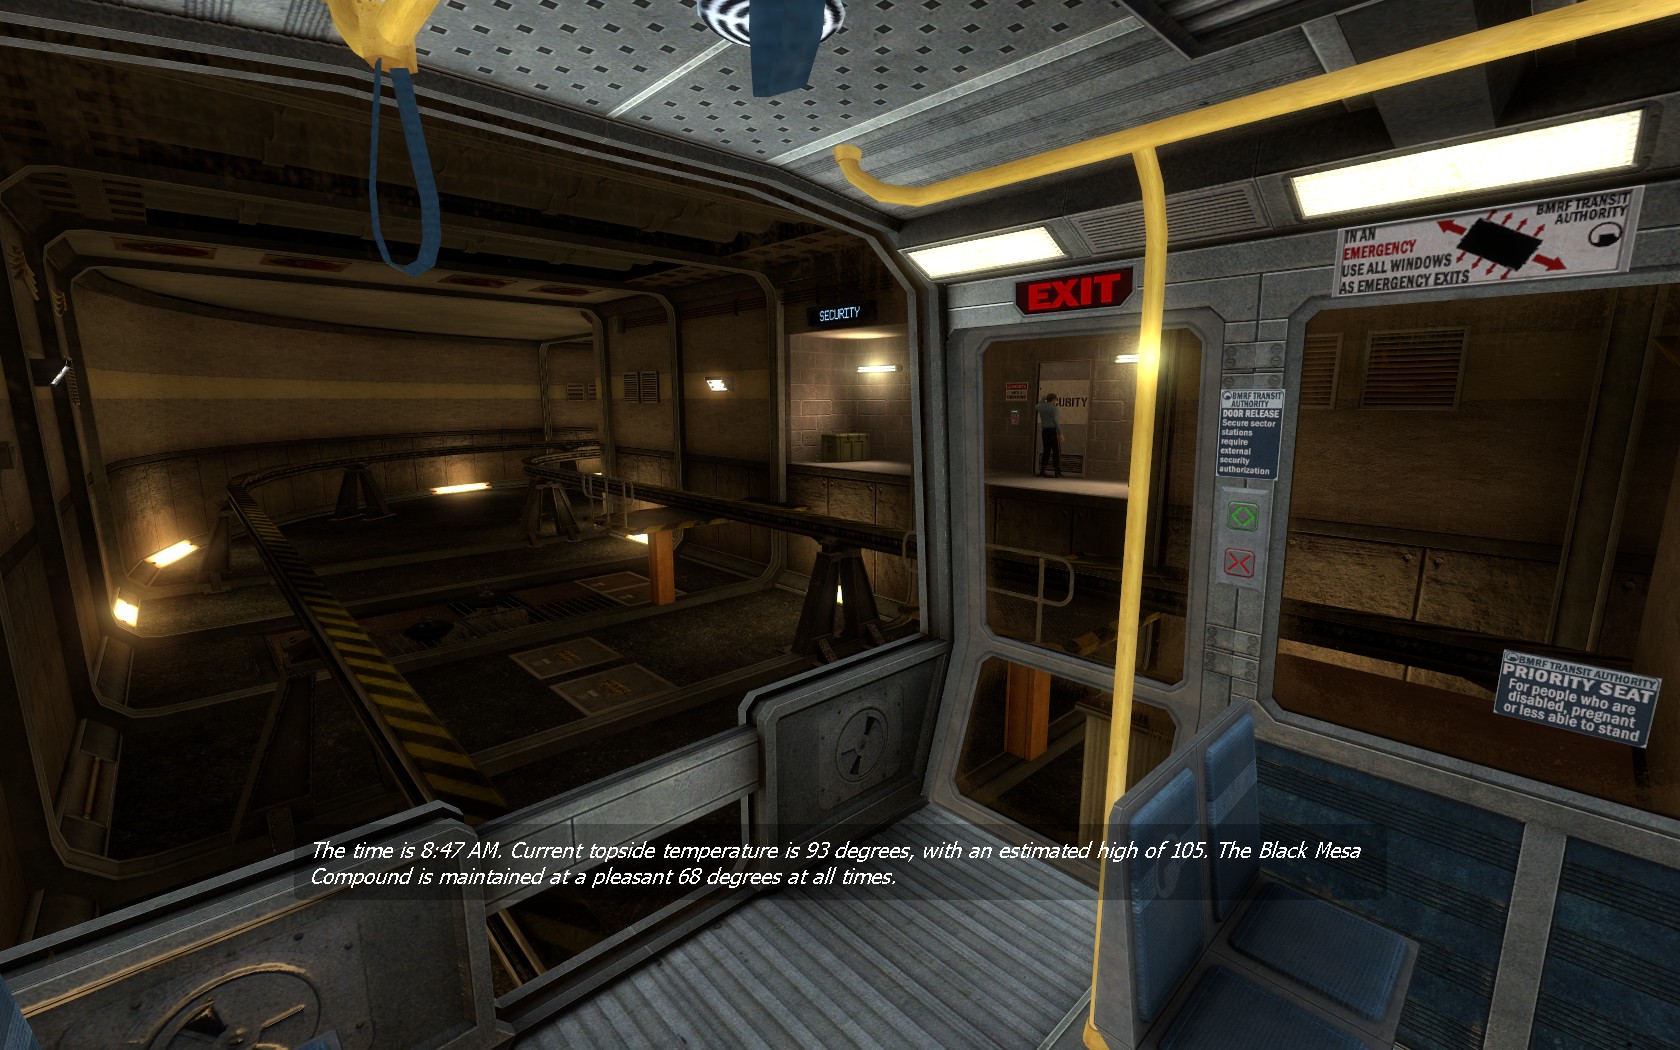 SECURITY
EXIT
CURITY
BMRF TRANSIT
AUTHORITY
IN AN
EMERGENCY
USE ALL WINDOWS
AS EMERGENCY EXITS
BMRF TRANSIT
AUTHORITY
DOOR RELEASE
Secure sector
stations
require
external
security
authorization
BMRF TRANSIT AUTHORITY
PRIORITY SEAT
For people who are
disabled, pregnant
or less able to stand
The time is 8:47 AM. Current topside temperature is 93 degrees, with an estimated high of 105. The Black Mesa
Compound is maintained at a pleasant 68 degrees at all times.